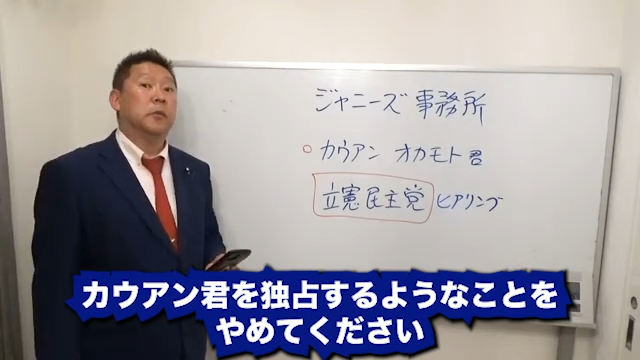 ジャニーズ事務所
カウアン オカモト君
立憲民主党 ヒアリング
カウアン君を独占するようなことを
やめてください